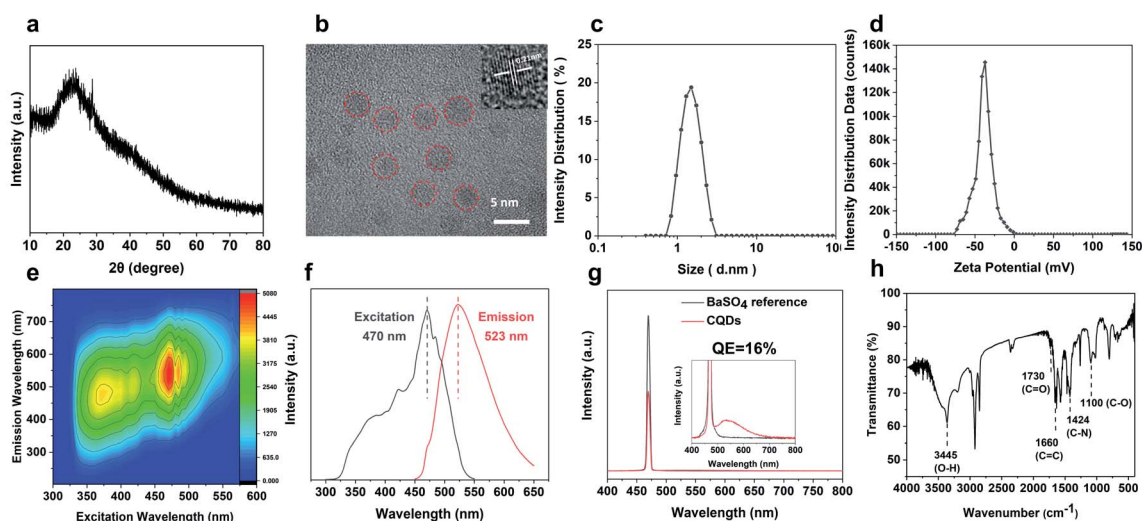 a
Intensity (a.u.)
10 20 30 40 50 60 70 80
2θ (degree)
b
0.21nm
5 nm
c
Intensity Distribution ( % )
25
20
15
10
5
0
0.1 1 10 100
Size ( d.nm )
d
Intensity Distribution Data (counts)
160k
140k
120k
100k
80k
60k
40k
20k
0
-150 -100 -50 0 50 100 150
Zeta Potential (mV)
e
Emission Wavelength (nm)
700
600
500
400
300
300 350 400 450 500 550 600
Excitation Wavelength (nm)
5080
4445
3810
3175
2540
1905
1270
635.0
0.000
f
Intensity (a.u.)
Excitation
470 nm
Emission
523 nm
300 350 400 450 500 550 600 650
Wavelength (nm)
g
Intensity (a.u.)
BaSO4 reference
CQDs
QE=16%
Intensity (a.u.)
400 500 600 700 800
Wavelength (nm)
400 450 500 550 600 650 700 750 800
Wavelength (nm)
h
Transmittance (%)
100
90
80
70
60
50
3445
(O-H)
1730
(C=O)
1660
(C=C)
1424
(C-N)
1100 (C-O)
4000 3500 3000 2500 2000 1500 1000 500
Wavenumber (cm-1)